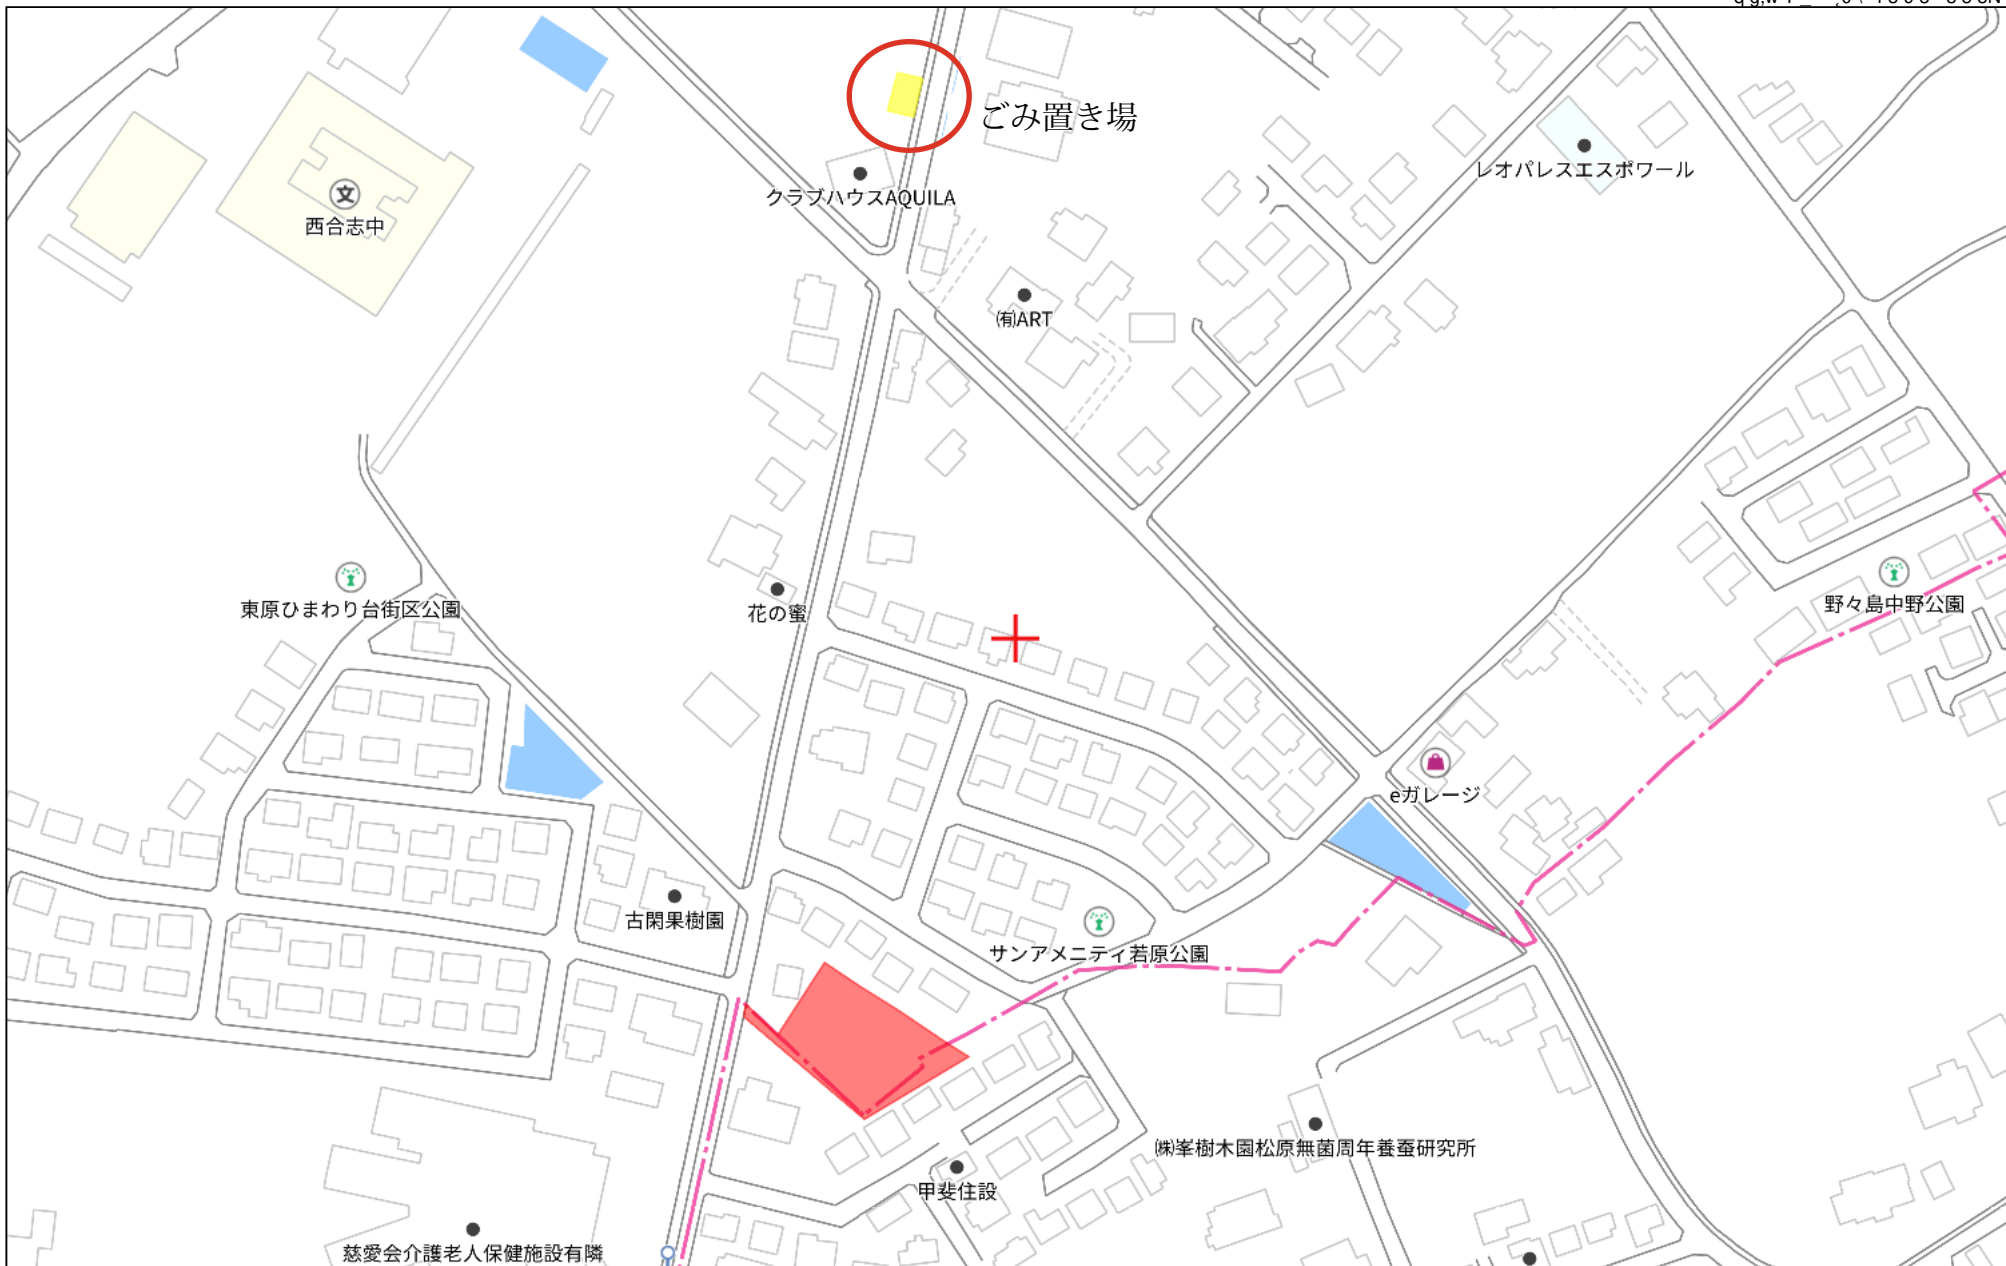 ごみ置き場
レオパレスエスポワール
クラブハウスAQUILA
西合志中
㈲ART
東原ひまわり台街区公園
花の蜜
野々島中野公園
eガレージ
古閑果樹園
サンアメニティ若原公園
㈱峯樹木園松原無菌周年養蚕研究所
甲斐住設
慈愛会介護老人保健施設有隣